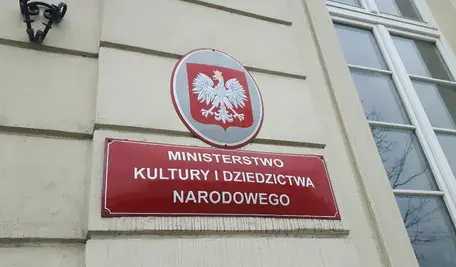 MINISTERSTWO
KULTURY I DZIEDZICTWA
NARODOWEGO